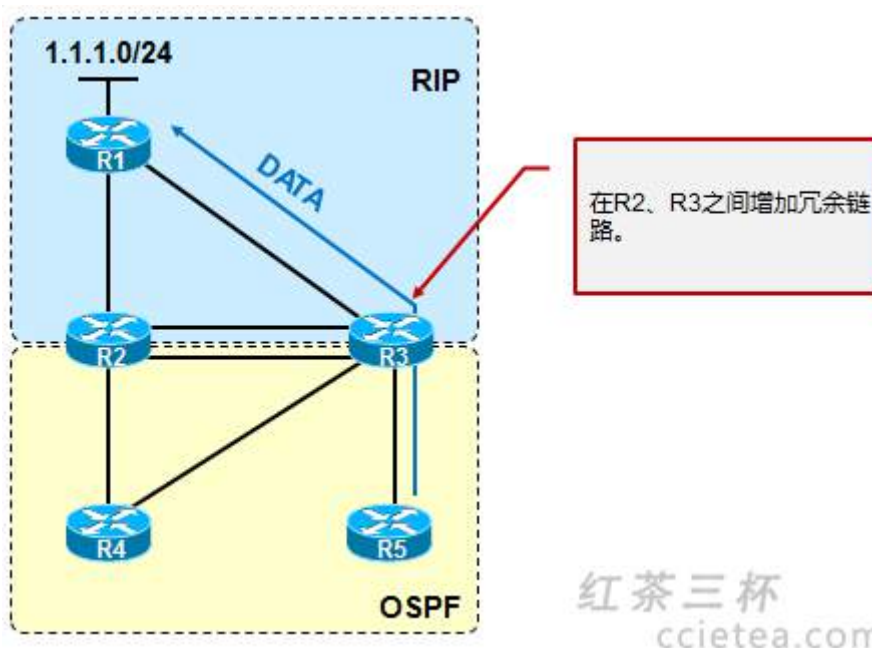 1.1.1.0/24
RIP
R1
DATA
在R2、R3之间增加冗余链
路。
R2
R3
R4
R5
OSPF
红茶三杯
ccietea.com